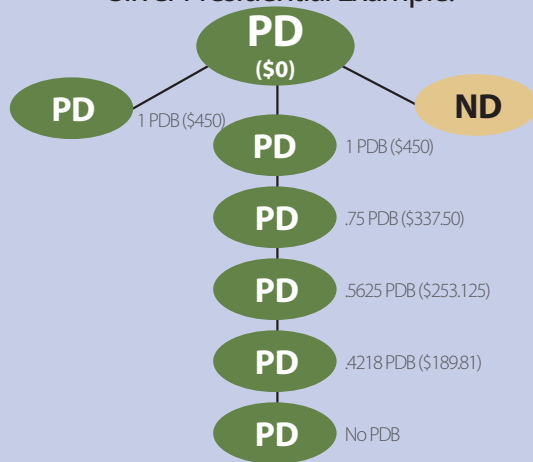 PD
($0)
PD
1 PDB ($450)
ND
PD
1 PDB ($450)
PD
.75 PDB ($337.50)
PD
.5625 PDB ($253.125)
PD
.4218 PDB ($189.81)
PD
No PDB